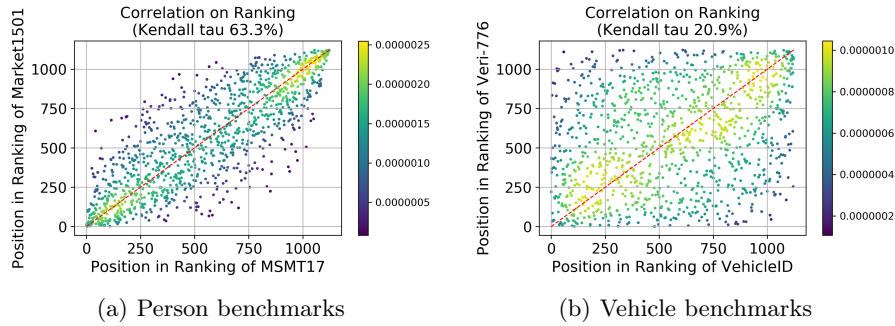 Correlation on Ranking
(Kendall tau 63.3%)
Position in Ranking of Market1501
1000
750
500
250
0
0 250 500 750 1000
Position in Ranking of MSMT17
0.0000025
0.0000020
0.0000015
0.0000010
0.0000005
(a) Person benchmarks
Correlation on Ranking
(Kendall tau 20.9%)
Position in Ranking of Veri-776
1000
750
500
250
0
0 250 500 750 1000
Position in Ranking of VehicleID
0.0000010
0.0000008
0.0000006
0.0000004
0.0000002
(b) Vehicle benchmarks